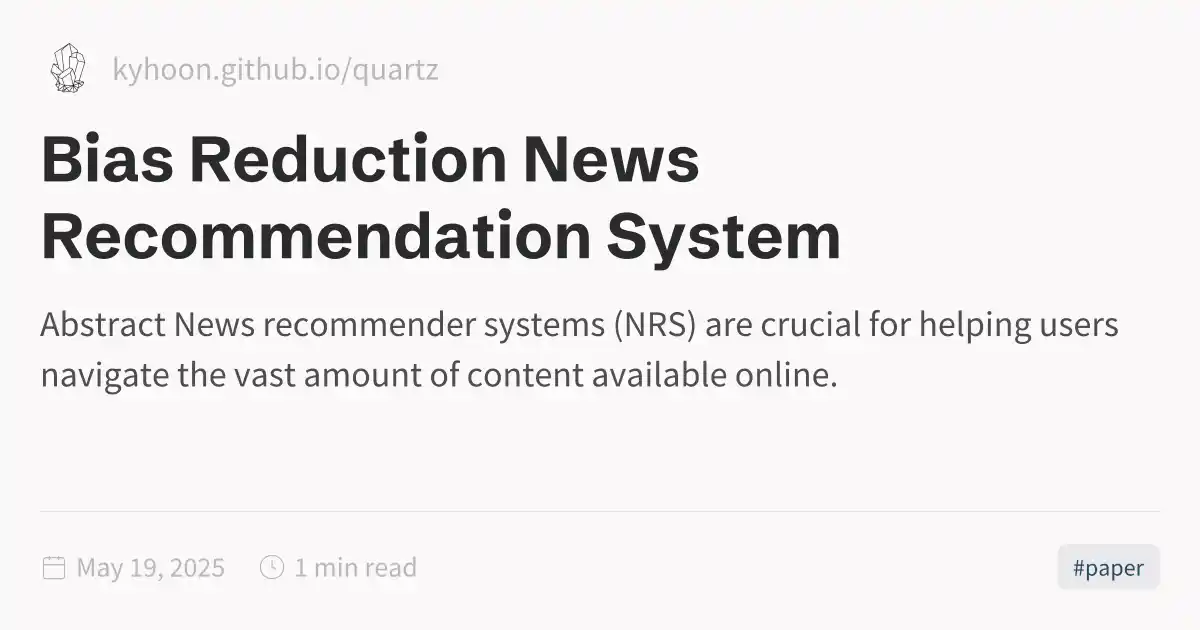 kyhoon.github.io/quartz
Bias Reduction News
Recommendation System
Abstract News recommender systems (NRS) are crucial for helping users
navigate the vast amount of content available online.
May 19, 2025 1 min read #paper